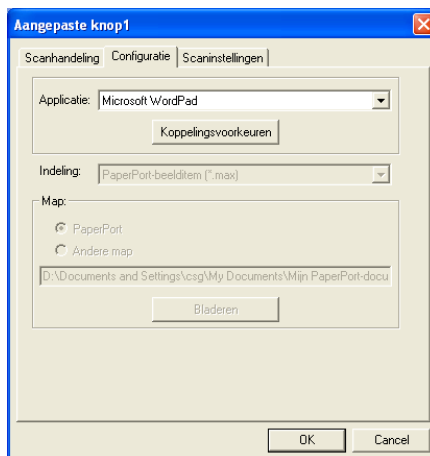 Aangepaste knop1
Scanhandeling Configuratie Scaninstellingen
Applicatie: Microsoft WordPad
Koppelingsvoorkeuren
Indeling: PaperPort-beelditem (*.max)
Map:
PaperPort
Andere map
D:\Documents and Settings\csg\My Documents\Mijn PaperPort-docu
Bladeren
OK Cancel